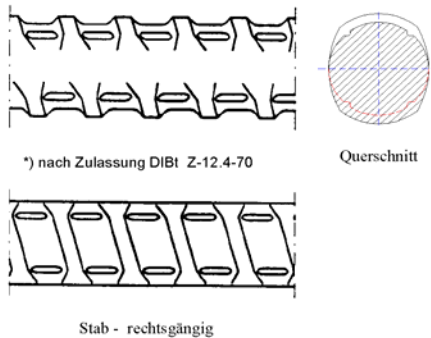 *) nach Zulassung DIBt Z-12.4-70
Querschnitt
Stab - rechtsgängig